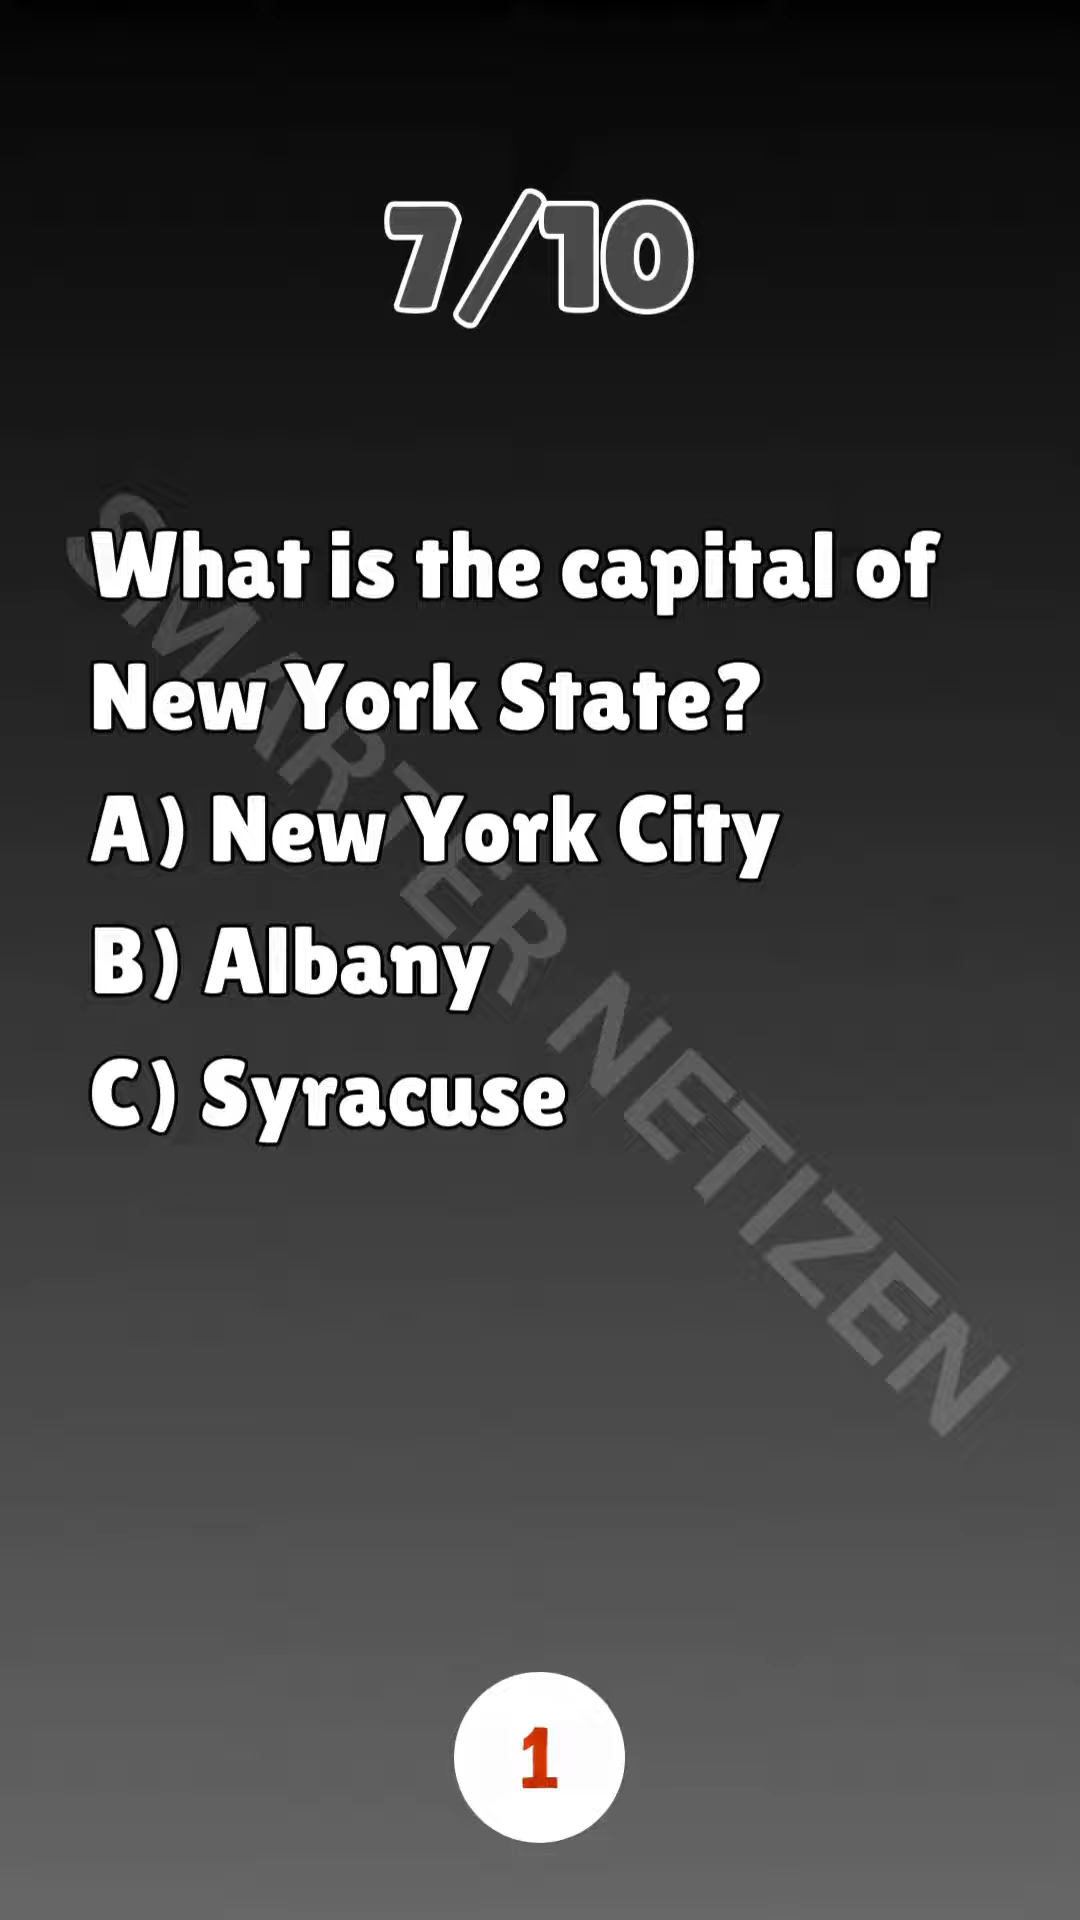 7/10
What is the capital of
New York State?
A) New York City
B) Albany
C) Syracuse
SMARTER NETIZEN
1